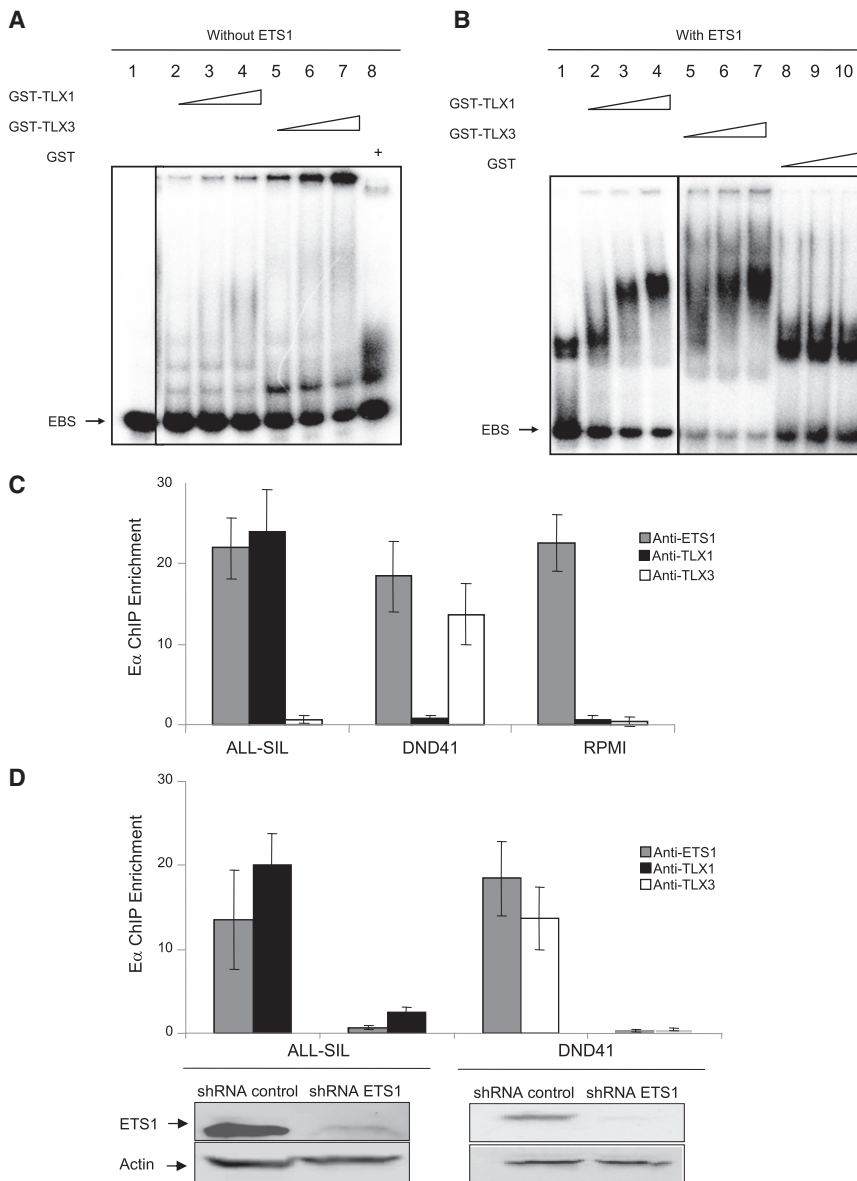 A
Without ETS1
1 2 3 4 5 6 7 8
GST-TLX1
GST-TLX3
GST +
EBS
B
With ETS1
1 2 3 4 5 6 7 8 9 10
GST-TLX1
GST-TLX3
GST
EBS
C
Eα ChIP Enrichment
30
20
10
0
Anti-ETS1
Anti-TLX1
Anti-TLX3
ALL-SIL DND41 RPMI
D
Eα ChIP Enrichment
30
20
10
0
Anti-ETS1
Anti-TLX1
Anti-TLX3
ALL-SIL DND41
shRNA control shRNA ETS1 shRNA control shRNA ETS1
ETS1
Actin